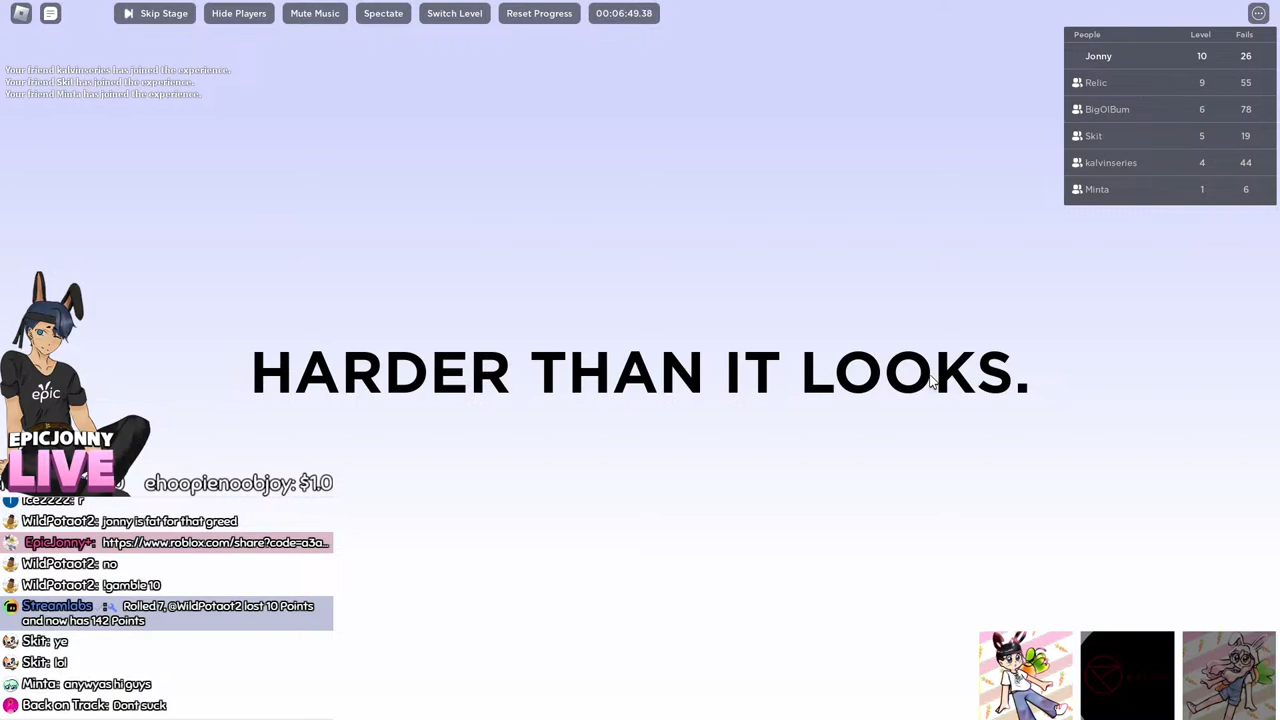 Skip Stage
Hide Players
Mute Music
Spectate
Switch Level
Reset Progress
00:06:49.38
People Level Fails
Jonny 10 26
Relic 9 55
BigOlBum 6 78
Skit 5 19
kalvinseries 4 44
Minta 1 6
Your friend kalvinseries has joined the experience.
Your friend Skit has joined the experience.
Your friend Minta has joined the experience.
HARDER THAN IT LOOKS.
epic
EPICJONNY
LIVE
ehoopienoobjoy: $1.0
Ice2222: r
WildPotaot2: jonny is fat for that greed
EpicJonny+: https://www.roblox.com/share?code=a3a...
WildPotaot2: no
WildPotaot2: !gamble 10
Streamlabs : Rolled 7, @WildPotaot2 lost 10 Points
and now has 142 Points
Skit: ye
Skit: lol
Minta: anywyas hi guys
Back on Track: Dont suck